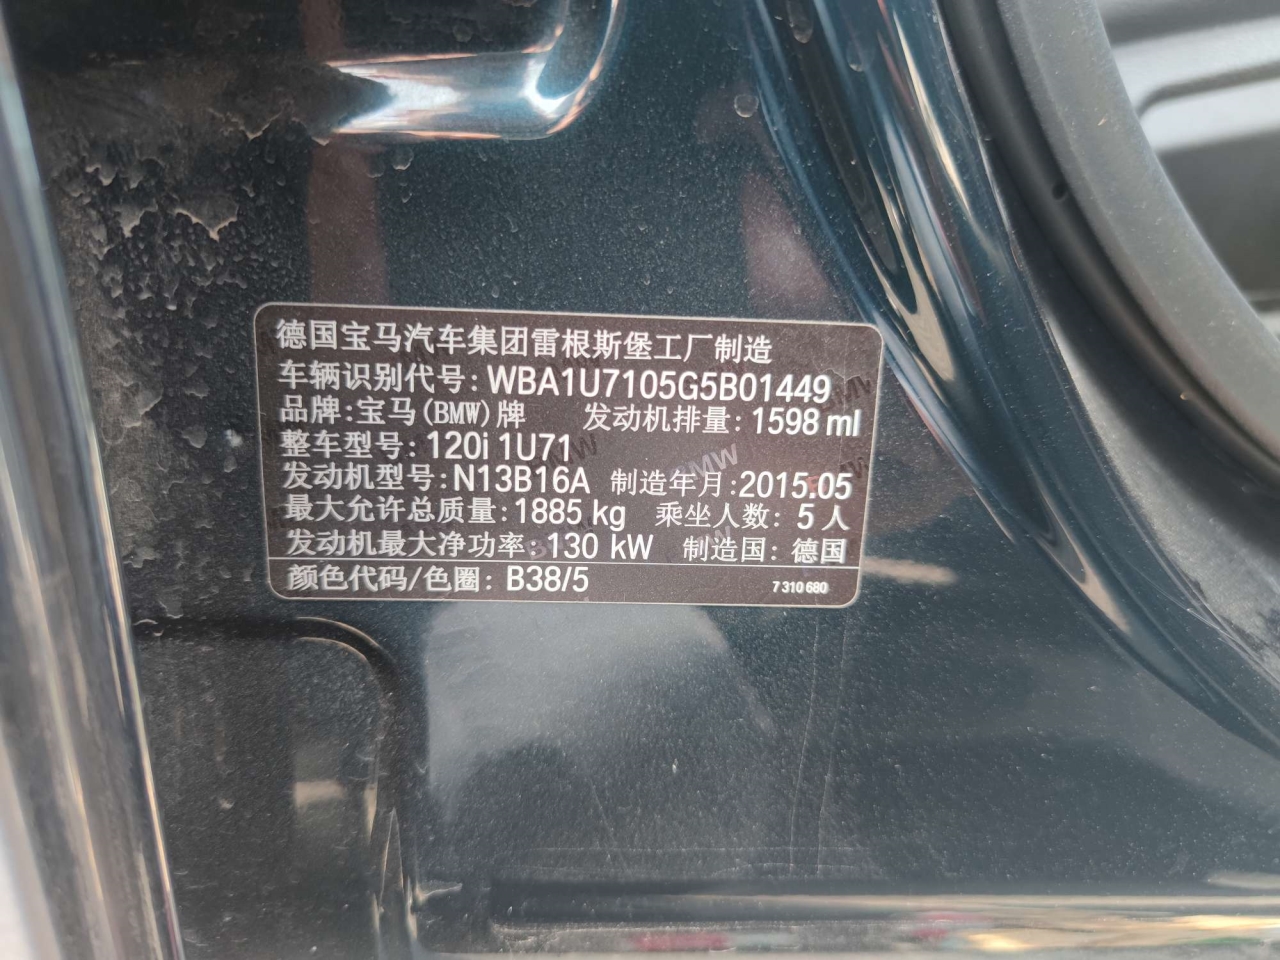 德国宝马汽车集团雷根斯堡工厂制造
车辆识别代号: WBA1U7105G5B01449
品牌: 宝马(BMW)牌 发动机排量: 1598 ml
整车型号: 120i 1U71
发动机型号: N13B16A 制造年月: 2015.05
最大允许总质量: 1885 kg 乘坐人数: 5 人
发动机最大净功率: 130 kW 制造国: 德国
颜色代码/色圈: B38/5 7 310 680